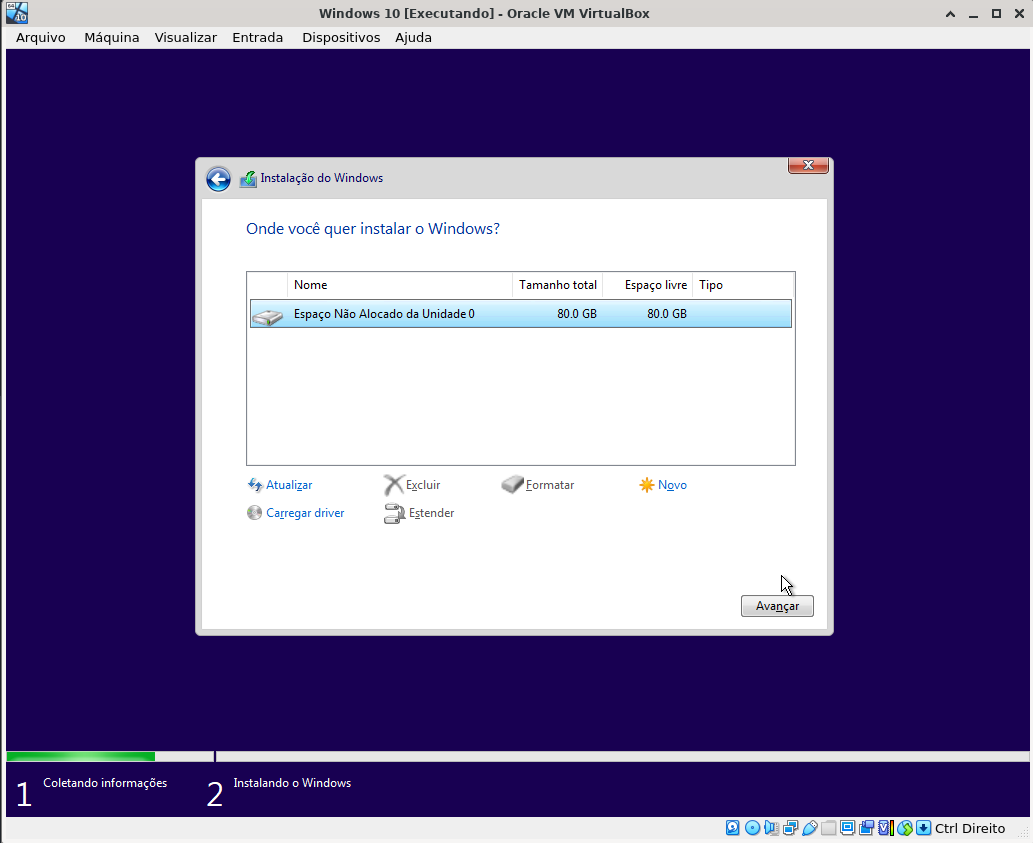 Windows 10 [Executando] - Oracle VM VirtualBox
Arquivo Máquina Visualizar Entrada Dispositivos Ajuda
Instalação do Windows
Onde você quer instalar o Windows?
Nome Tamanho total Espaço livre Tipo
Espaço Não Alocado da Unidade 0 80.0 GB 80.0 GB
Atualizar Excluir Formatar Novo
Carregar driver Estender
Avançar
1 Coletando informações 2 Instalando o Windows
Ctrl Direito